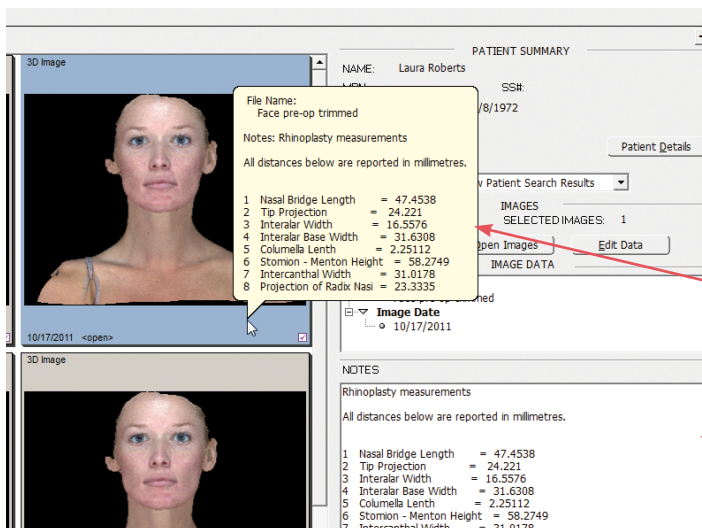 3D Image
10/17/2011 <open>
3D Image
File Name:
Face pre-op trimmed
Notes: Rhinoplasty measurements
All distances below are reported in millimetres.
1 Nasal Bridge Length = 47.4538
2 Tip Projection = 24.221
3 Interalar Width = 16.5576
4 Interalar Base Width = 31.6308
5 Columella Lenth = 2.25112
6 Stomion - Menton Height = 58.2749
7 Intercanthal Width = 31.0178
8 Projection of Radix Nasi = 23.3335
PATIENT SUMMARY
NAME: Laura Roberts
SS#:
/8/1972
Patient Details
Patient Search Results
IMAGES
SELECTED IMAGES: 1
Open Images Edit Data
IMAGE DATA
Image Date
10/17/2011
NOTES
Rhinoplasty measurements
All distances below are reported in millimetres.
1 Nasal Bridge Length = 47.4538
2 Tip Projection = 24.221
3 Interalar Width = 16.5576
4 Interalar Base Width = 31.6308
5 Columella Lenth = 2.25112
6 Stomion - Menton Height = 58.2749
7 Intercanthal Width = 31.0178